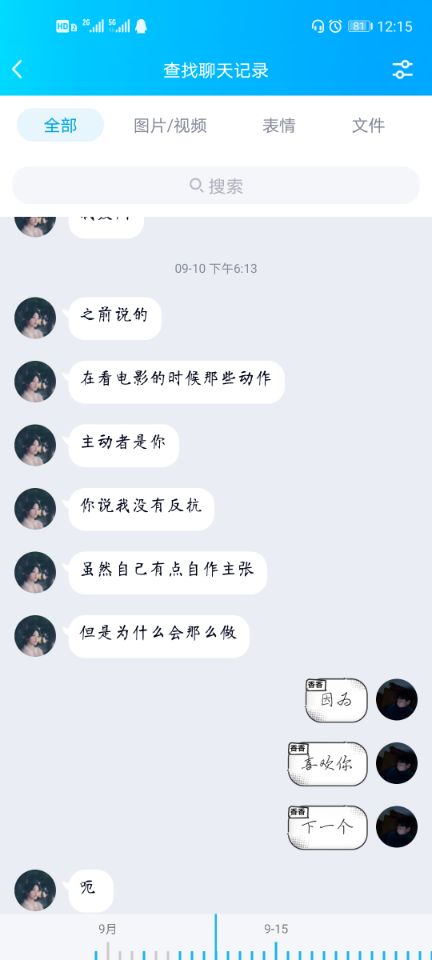 HD 2 2G 5G 81 12:15
查找聊天记录
全部 图片/视频 表情 文件
搜索
09-10 下午6:13
之前说的
在看电影的时候那些动作
主动者是你
你说我没有反抗
虽然自己有点自作主张
但是为什么会那么做
香香
因为
香香
喜欢你
香香
下一个
呃
9月 9-15